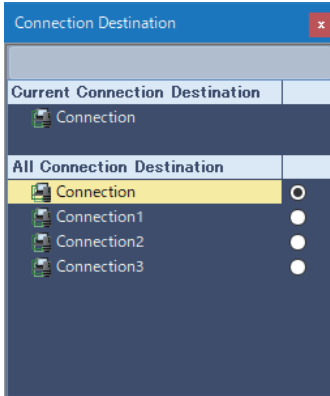 Connection Destination
Current Connection Destination
Connection
All Connection Destination
Connection
Connection1
Connection2
Connection3